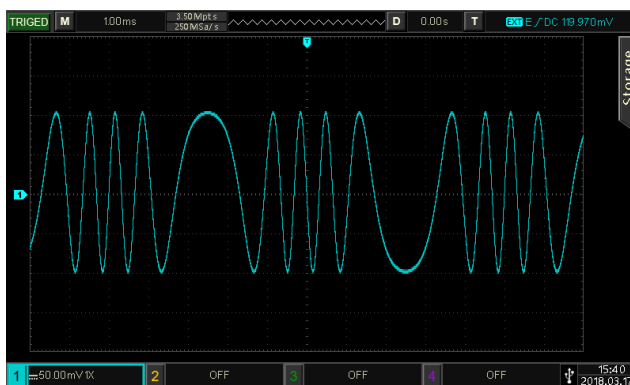 TRIGED M 1.00ms 3.50Mpts D 0.00s T EXT E DC 119.970mV
250MSa/s
T
Storage
1
1 50.00mV 1X 2 OFF 3 OFF 4 OFF 15:40
2018.03.1